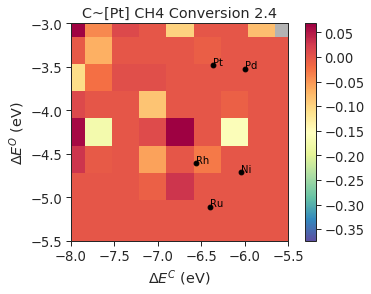 C~[Pt] CH4 Conversion 2.4
−3.0
−3.5
−4.0
−4.5
−5.0
−5.5
ΔE^O (eV)
Pt
Pd
Rh
Ni
Ru
−8.0 −7.5 −7.0 −6.5 −6.0 −5.5
ΔE^C (eV)
0.05
0.00
−0.05
−0.10
−0.15
−0.20
−0.25
−0.30
−0.35